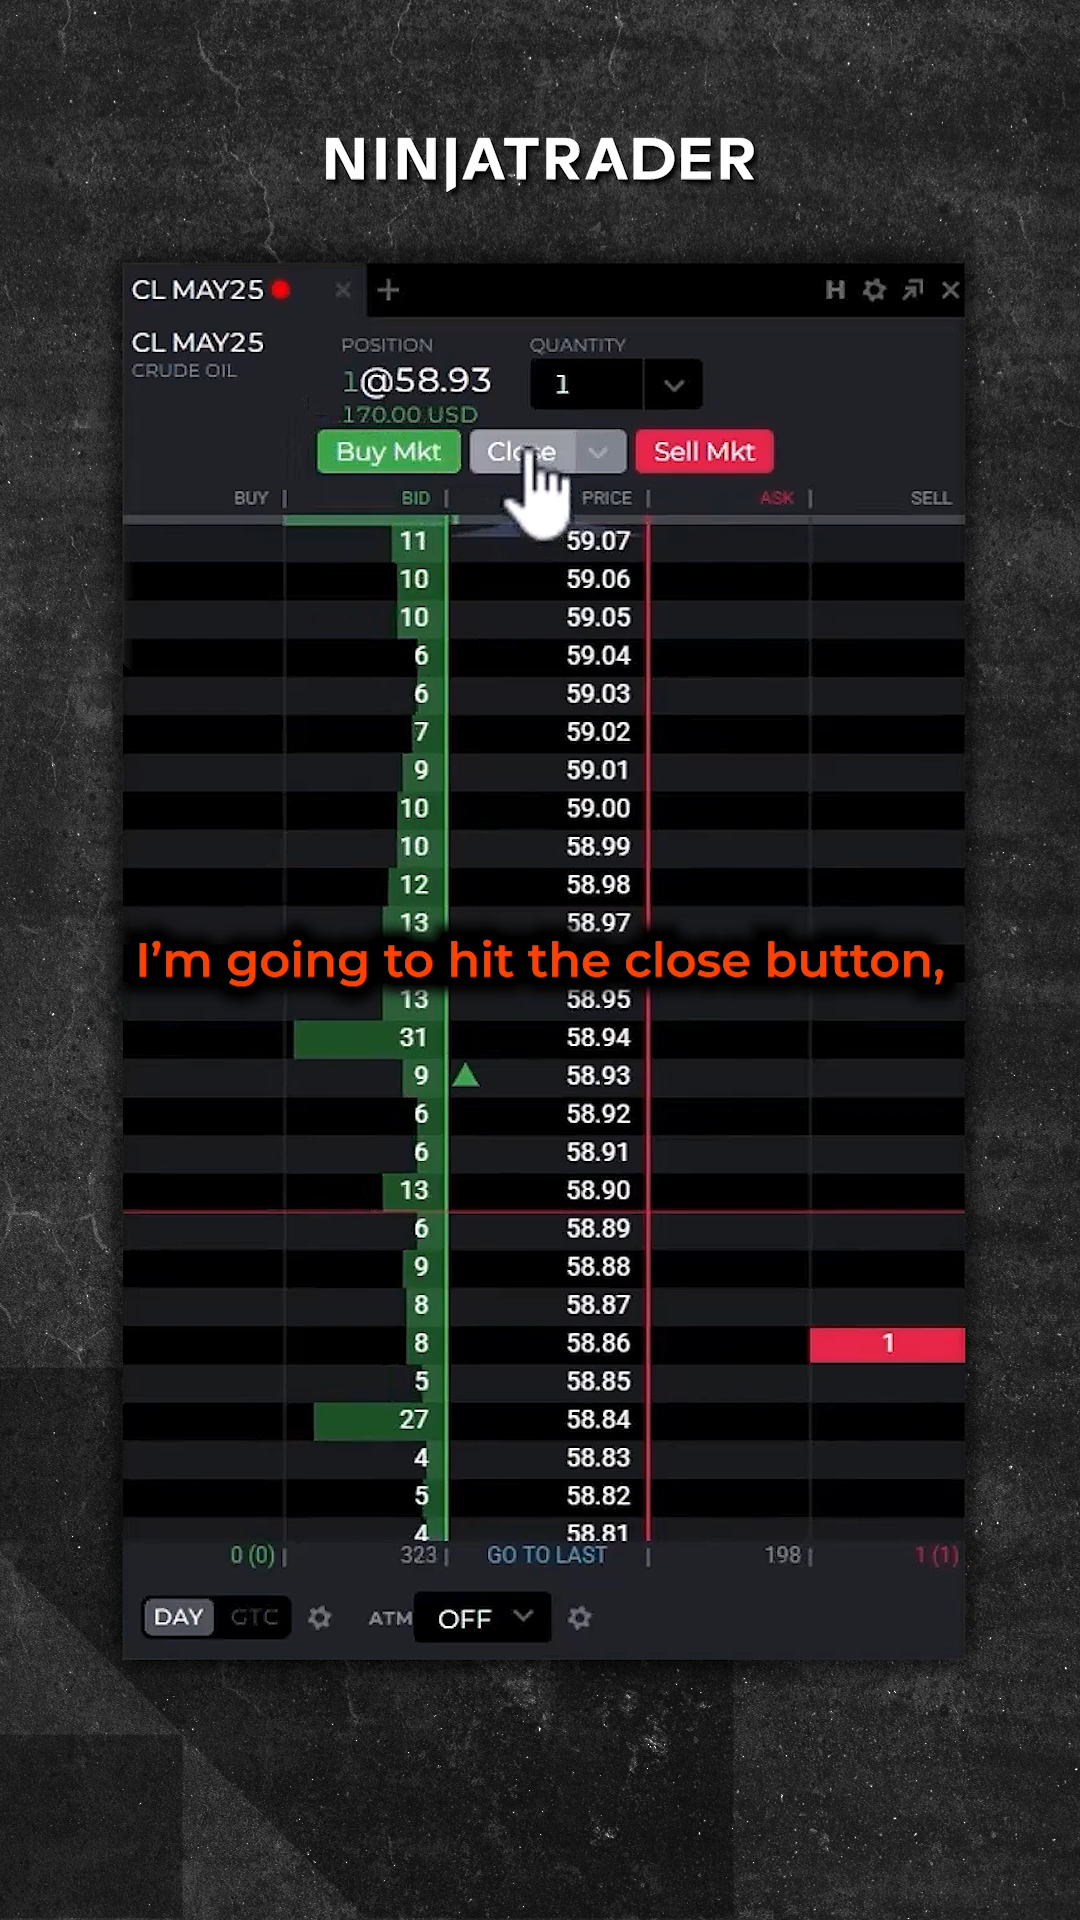 NINJATRADER
CL MAY25
H
CL MAY25
CRUDE OIL
POSITION
1@58.93
170.00 USD
QUANTITY
1
Buy Mkt
Close
Sell Mkt
BUY
BID
PRICE
ASK
SELL
11 59.07
10 59.06
10 59.05
6 59.04
6 59.03
7 59.02
9 59.01
10 59.00
10 58.99
12 58.98
13 58.97
I'm going to hit the close button,
13 58.95
31 58.94
9 58.93
6 58.92
6 58.91
13 58.90
6 58.89
9 58.88
8 58.87
8 58.86 1
5 58.85
27 58.84
4 58.83
5 58.82
4 58.81
0 (0) 323 GO TO LAST 198 1 (1)
DAY GTC ATM OFF